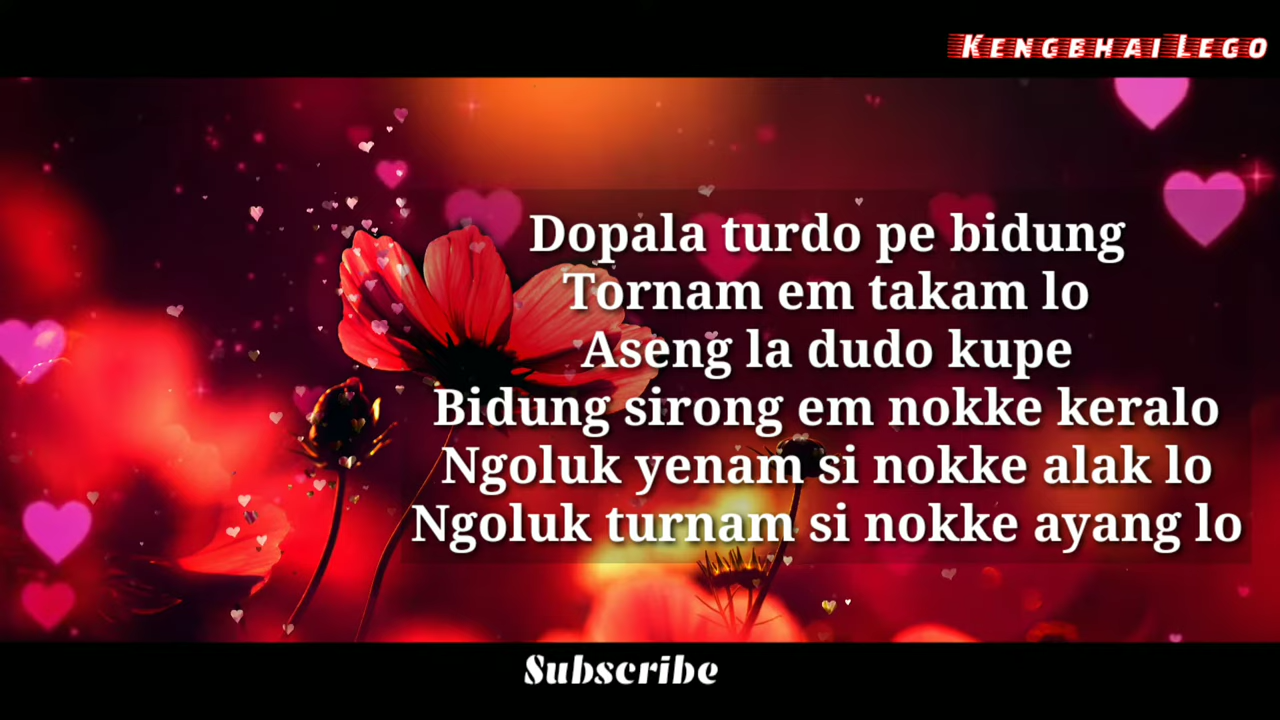 KENGBHAI LEGO
Dopala turdo pe bidung
Tornam em takam lo
Aseng la dudo kupe
Bidung sirong em nokke keralo
Ngoluk yenam si nokke alak lo
Ngoluk turnam si nokke ayang lo
Subscribe